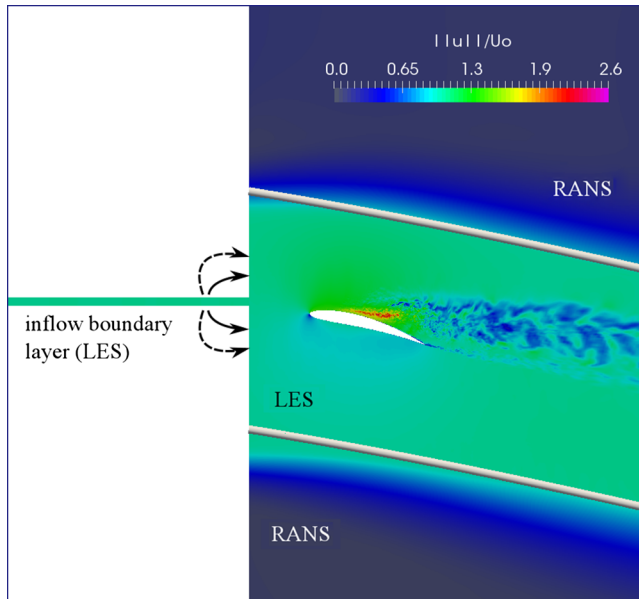 ||u||/Uo
0.0 0.65 1.3 1.9 2.6
RANS
inflow boundary
layer (LES)
LES
RANS